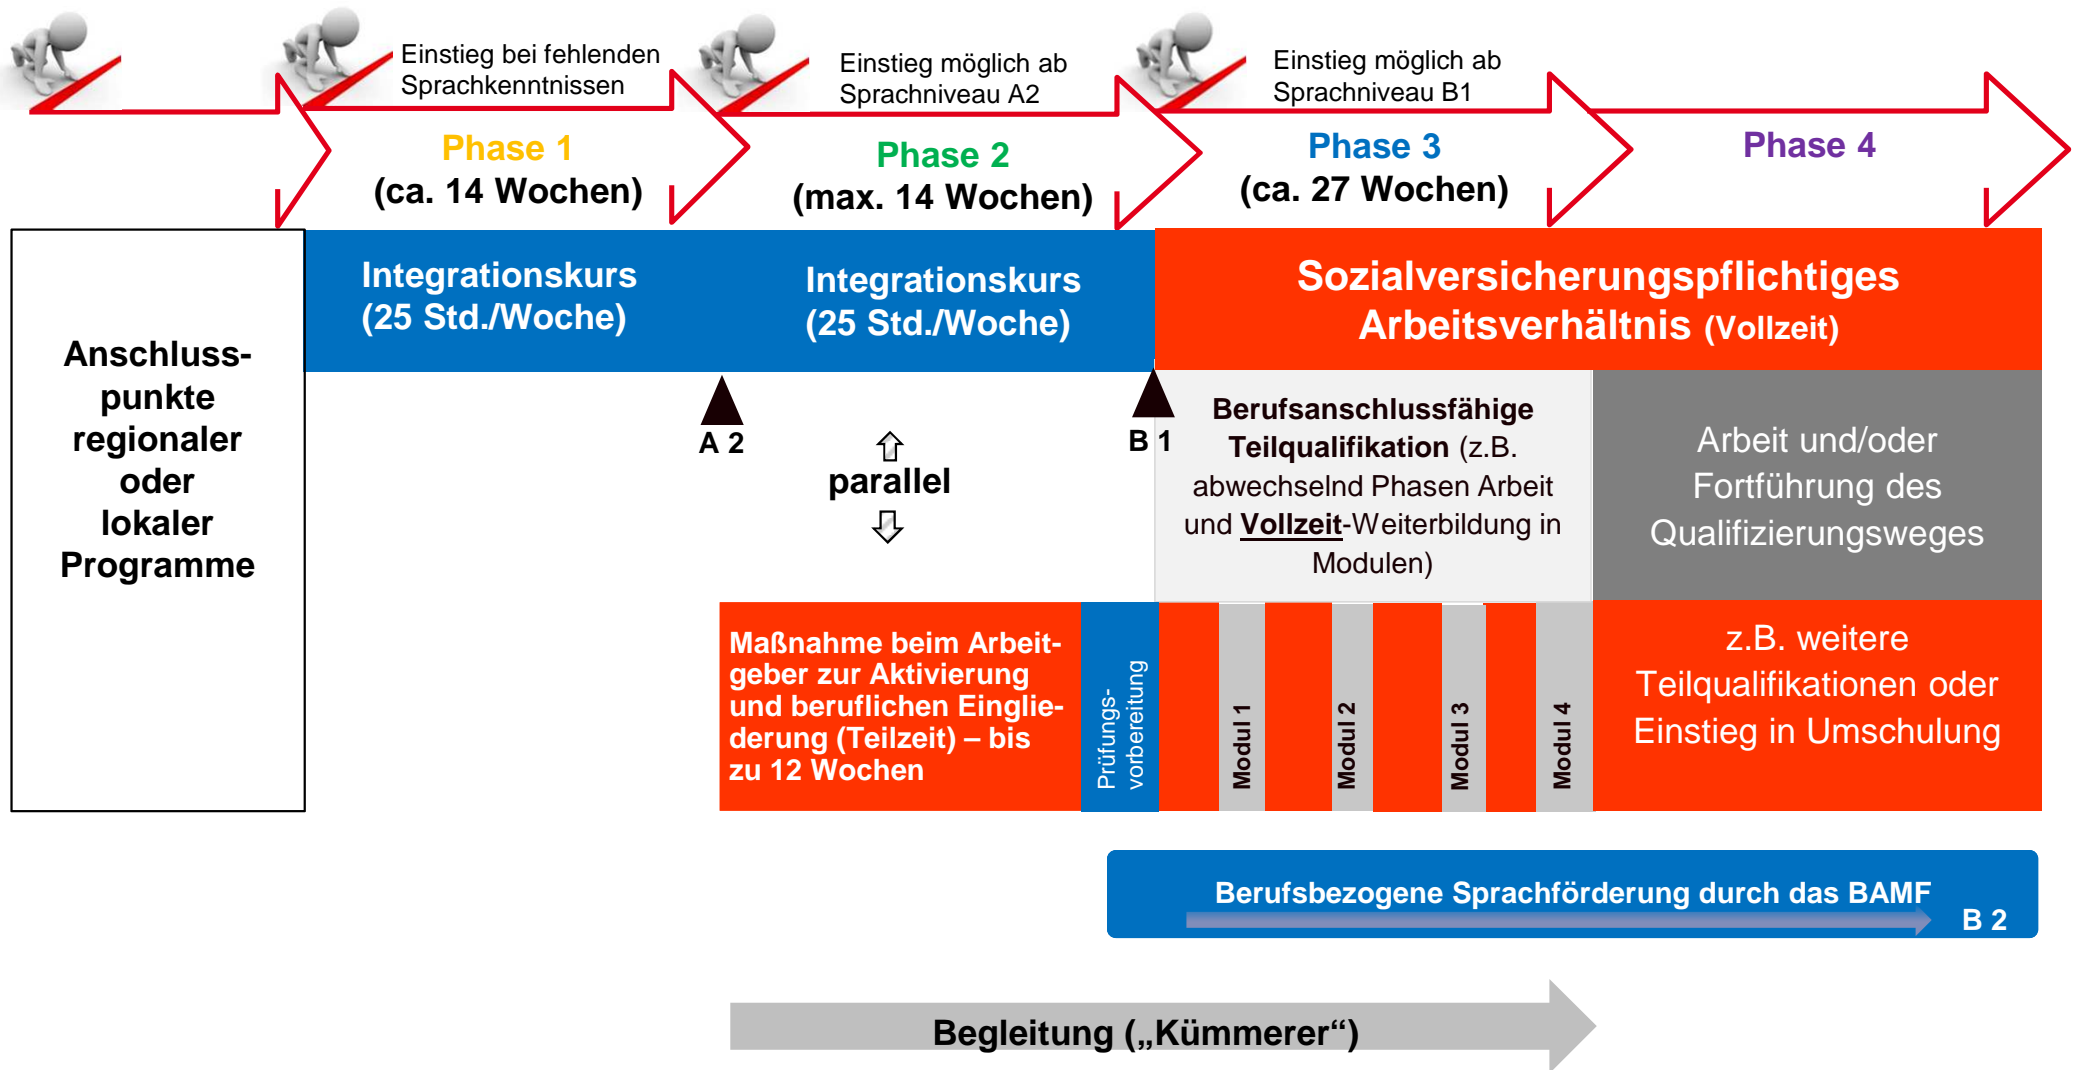 Einstieg bei fehlenden
Sprachkenntnissen
Einstieg möglich ab
Sprachniveau A2
Einstieg möglich ab
Sprachniveau B1
Phase 1
(ca. 14 Wochen)
Phase 2
(max. 14 Wochen)
Phase 3
(ca. 27 Wochen)
Phase 4
Anschluss-
punkte
regionaler
oder
lokaler
Programme
Integrationskurs
(25 Std./Woche)
Integrationskurs
(25 Std./Woche)
Sozialversicherungspflichtiges
Arbeitsverhältnis (Vollzeit)
A 2
parallel
B 1
Berufsanschlussfähige
Teilqualifikation (z.B.
abwechselnd Phasen Arbeit
und Vollzeit-Weiterbildung in
Modulen)
Arbeit und/oder
Fortführung des
Qualifizierungsweges
Maßnahme beim Arbeit-
geber zur Aktivierung
und beruflichen Einglie-
derung (Teilzeit) – bis
zu 12 Wochen
Prüfungs-
vorbereitung
Modul 1
Modul 2
Modul 3
Modul 4
z.B. weitere
Teilqualifikationen oder
Einstieg in Umschulung
Berufsbezogene Sprachförderung durch das BAMF
B 2
Begleitung („Kümmerer“)